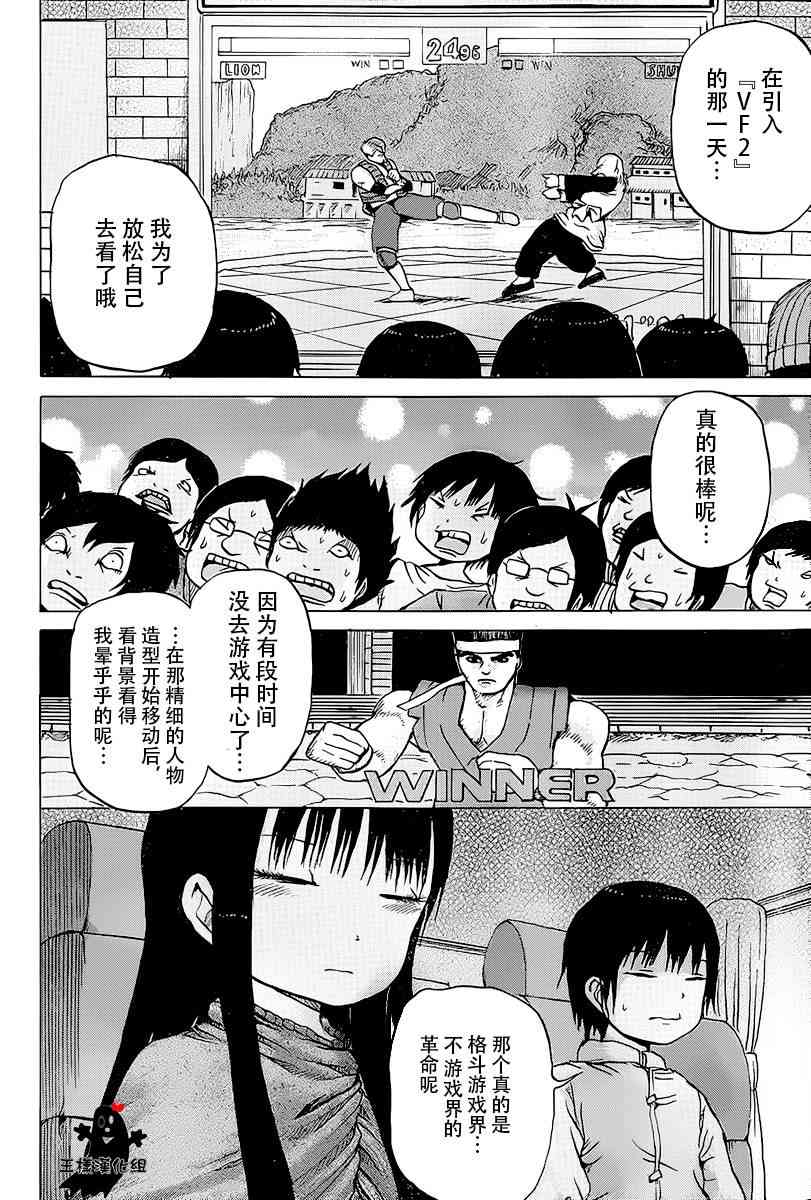 在引入
『VF2』
的那一天…
WIN
24 96
WIN
LION
SHU
我为了
放松自己
去看了哦
真的很棒呢…
因为有段时间
没去游戏中心了…
…在那精细的人物
造型开始移动后,
看背景看得
我晕乎乎的呢…
WINNER
那个真的是
格斗游戏界…
不游戏界的
革命呢
王様漢化组